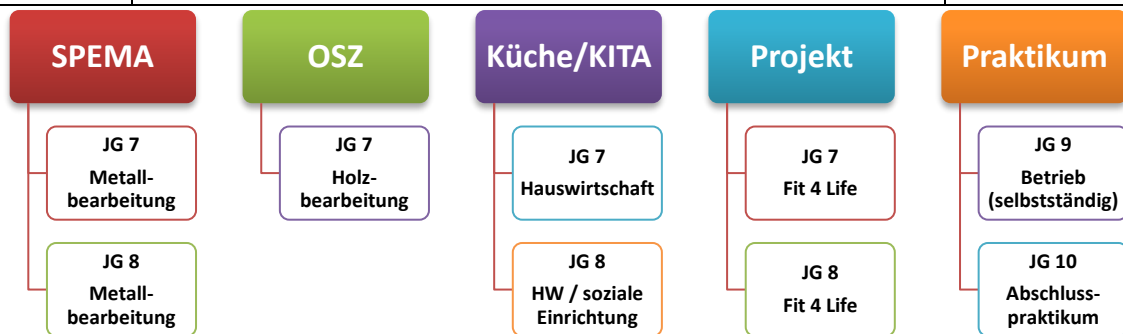 SPEMA
JG 7
Metall-
bearbeitung
JG 8
Metall-
bearbeitung
OSZ
JG 7
Holz-
bearbeitung
Küche/KITA
JG 7
Hauswirtschaft
JG 8
HW / soziale
Einrichtung
Projekt
JG 7
Fit 4 Life
JG 8
Fit 4 Life
Praktikum
JG 9
Betrieb
(selbstständig)
JG 10
Abschluss-
praktikum